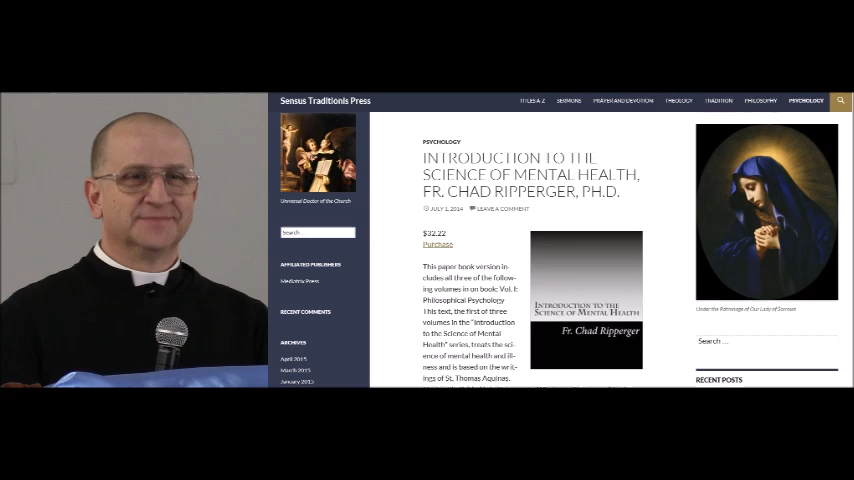 Sensus Traditionis Press
TITLES A-Z SERMONS PRAYER AND DEVOTION THEOLOGY TRADITION PHILOSOPHY PSYCHOLOGY
Universal Doctor of the Church
Search ...
AFFILIATED PUBLISHERS
Mediatrix Press
RECENT COMMENTS
ARCHIVES
April 2015
March 2015
January 2015
PSYCHOLOGY
INTRODUCTION TO THE
SCIENCE OF MENTAL HEALTH,
FR. CHAD RIPPERGER, PH.D.
JULY 1, 2014 LEAVE A COMMENT
$32.22
Purchase
This paper book version in-
cludes all three of the follow-
ing volumes in on book: Vol. I:
Philosophical Psychology
This text, the first of three
volumes in the "Introduction
to the Science of Mental
Health" series, treats the sci-
ence of mental health and ill-
ness and is based on the writ-
ings of St. Thomas Aquinas.
INTRODUCTION TO THE
SCIENCE OF MENTAL HEALTH
Fr. Chad Ripperger
Under the Patronage of Our Lady of Sorrows
Search ...
RECENT POSTS